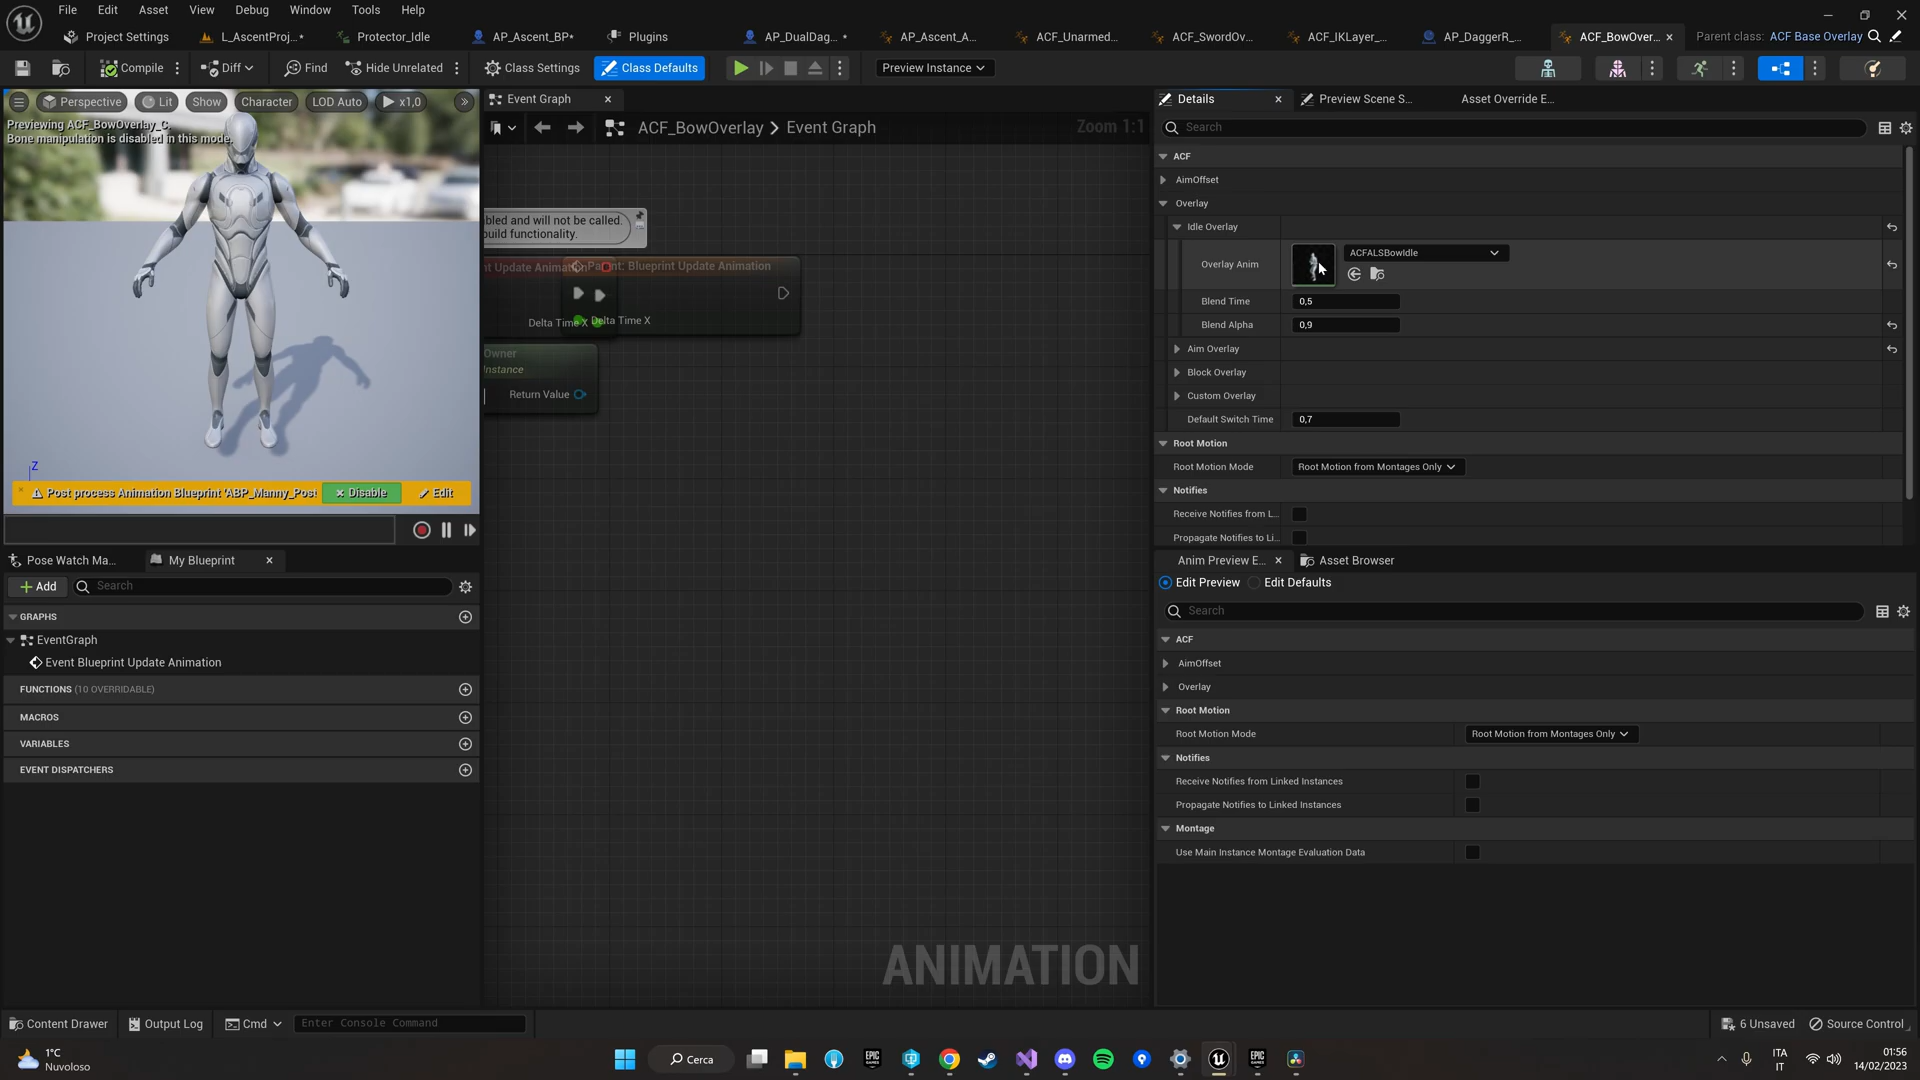 File Edit Asset View Debug Window Tools Help
Project Settings L_AscentProj...* Protector_Idle AP_Ascent_BP* Plugins AP_DualDag... * AP_Ascent_A... ACF_Unarmed... ACF_SwordOv... ACF_IKLayer_... AP_DaggerR_... ACF_BowOver... Parent class: ACF Base Overlay
Compile Diff Find Hide Unrelated Class Settings Class Defaults Preview Instance
Perspective Lit Show Character LOD Auto x1,0
Previewing ACF_BowOverlay_C.
Bone manipulation is disabled in this mode.
Z
Post process Animation Blueprint 'ABP_Manny_Post Disable Edit
Event Graph
ACF_BowOverlay > Event Graph Zoom 1:1
bled and will not be called.
build functionality.
nt Update Animation Parent: Blueprint Update Animation
Delta Time X Delta Time X
Owner
Instance
Return Value
ANIMATION
Details Preview Scene S... Asset Override E...
Search
ACF
AimOffset
Overlay
Idle Overlay
Overlay Anim ACFALSBowIdle
Blend Time 0,5
Blend Alpha 0,9
Aim Overlay
Block Overlay
Custom Overlay
Default Switch Time 0,7
Root Motion
Root Motion Mode Root Motion from Montages Only
Notifies
Receive Notifies from L...
Propagate Notifies to Li...
Anim Preview E... Asset Browser
Edit Preview Edit Defaults
Search
ACF
AimOffset
Overlay
Root Motion
Root Motion Mode Root Motion from Montages Only
Notifies
Receive Notifies from Linked Instances
Propagate Notifies to Linked Instances
Montage
Use Main Instance Montage Evaluation Data
Pose Watch Ma... My Blueprint
Add Search
GRAPHS
EventGraph
Event Blueprint Update Animation
FUNCTIONS (10 OVERRIDABLE)
MACROS
VARIABLES
EVENT DISPATCHERS
Content Drawer Output Log Cmd Enter Console Command 6 Unsaved Source Control
1°C
Nuvoloso
Cerca
EPIC GAMES
EPIC GAMES
ITA
IT
01:56
14/02/2023